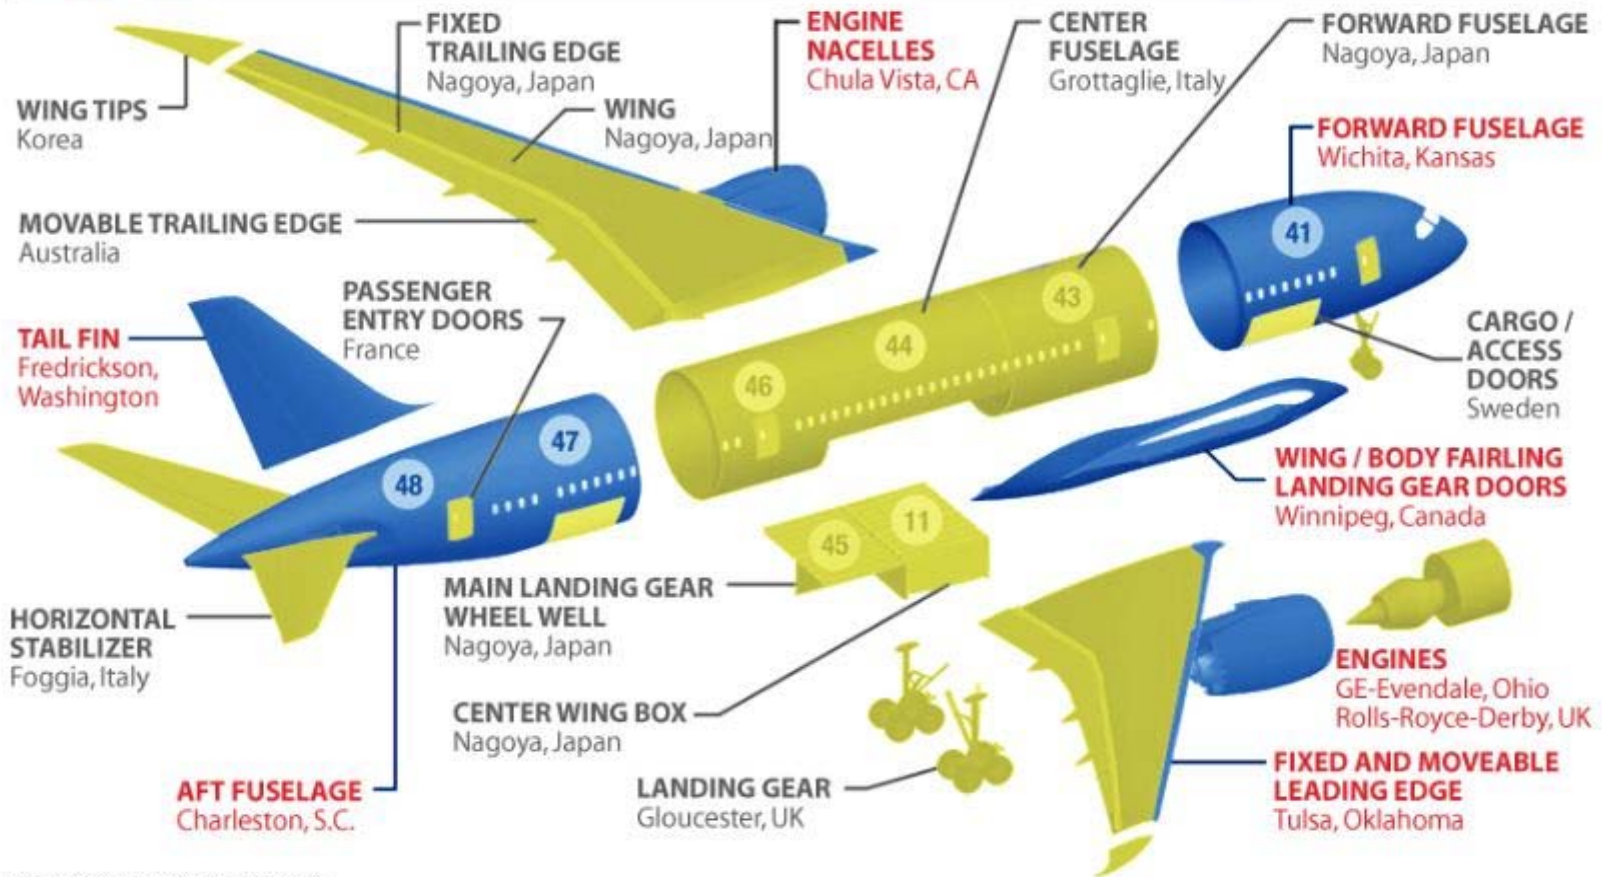 FIXED
TRAILING EDGE
Nagoya, Japan
ENGINE
NACELLES
Chula Vista, CA
CENTER
FUSELAGE
Grottaglie, Italy
FORWARD FUSELAGE
Nagoya, Japan
WING TIPS
Korea
WING
Nagoya, Japan
FORWARD FUSELAGE
Wichita, Kansas
MOVABLE TRAILING EDGE
Australia
41
PASSENGER
ENTRY DOORS
France
43
44
46
TAIL FIN
Fredrickson,
Washington
CARGO /
ACCESS
DOORS
Sweden
47
48
WING / BODY FAIRLING
LANDING GEAR DOORS
Winnipeg, Canada
11
45
MAIN LANDING GEAR
WHEEL WELL
Nagoya, Japan
HORIZONTAL
STABILIZER
Foggia, Italy
CENTER WING BOX
Nagoya, Japan
ENGINES
GE-Evendale, Ohio
Rolls-Royce-Derby, UK
AFT FUSELAGE
Charleston, S.C.
LANDING GEAR
Gloucester, UK
FIXED AND MOVEABLE
LEADING EDGE
Tulsa, Oklahoma